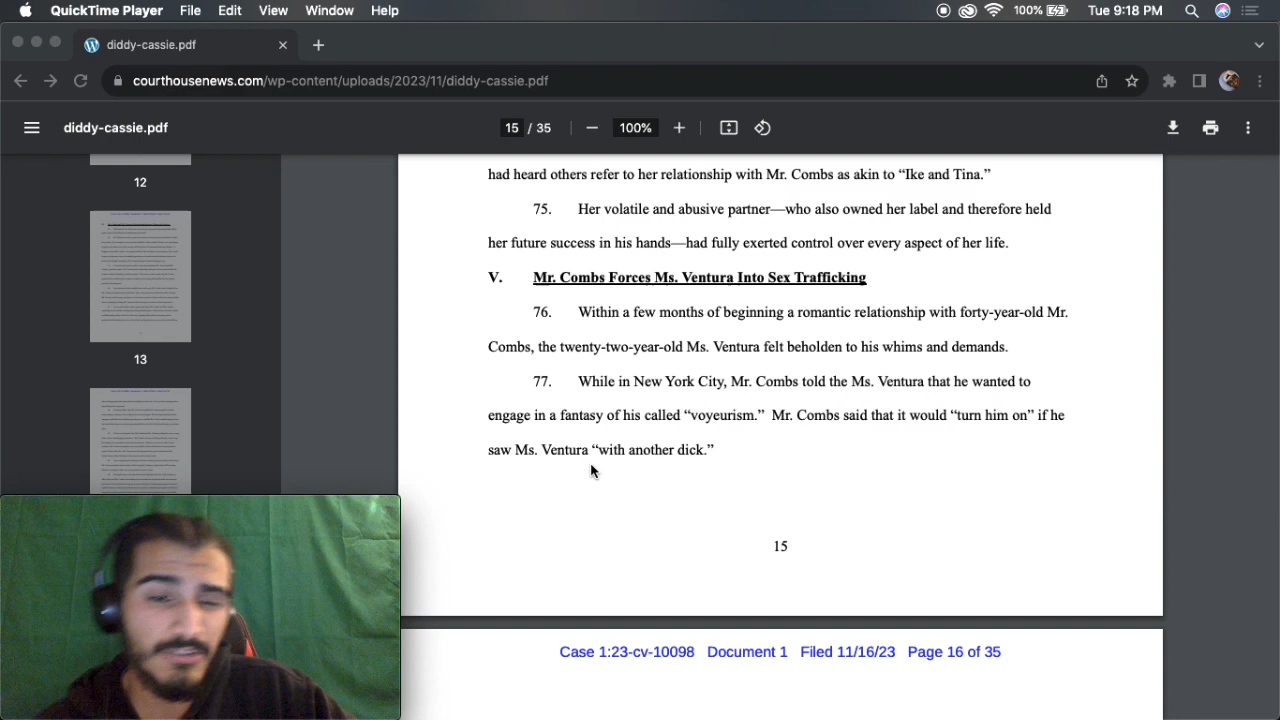 QuickTime Player File Edit View Window Help 100% Tue 9:18 PM
diddy-cassie.pdf
courthousenews.com/wp-content/uploads/2023/11/diddy-cassie.pdf
diddy-cassie.pdf 15 / 35 100%
12
13
had heard others refer to her relationship with Mr. Combs as akin to “Ike and Tina.”
75. Her volatile and abusive partner—who also owned her label and therefore held
her future success in his hands—had fully exerted control over every aspect of her life.
V. Mr. Combs Forces Ms. Ventura Into Sex Trafficking
76. Within a few months of beginning a romantic relationship with forty-year-old Mr.
Combs, the twenty-two-year-old Ms. Ventura felt beholden to his whims and demands.
77. While in New York City, Mr. Combs told the Ms. Ventura that he wanted to
engage in a fantasy of his called “voyeurism.” Mr. Combs said that it would “turn him on” if he
saw Ms. Ventura “with another dick.”
15
Case 1:23-cv-10098 Document 1 Filed 11/16/23 Page 16 of 35